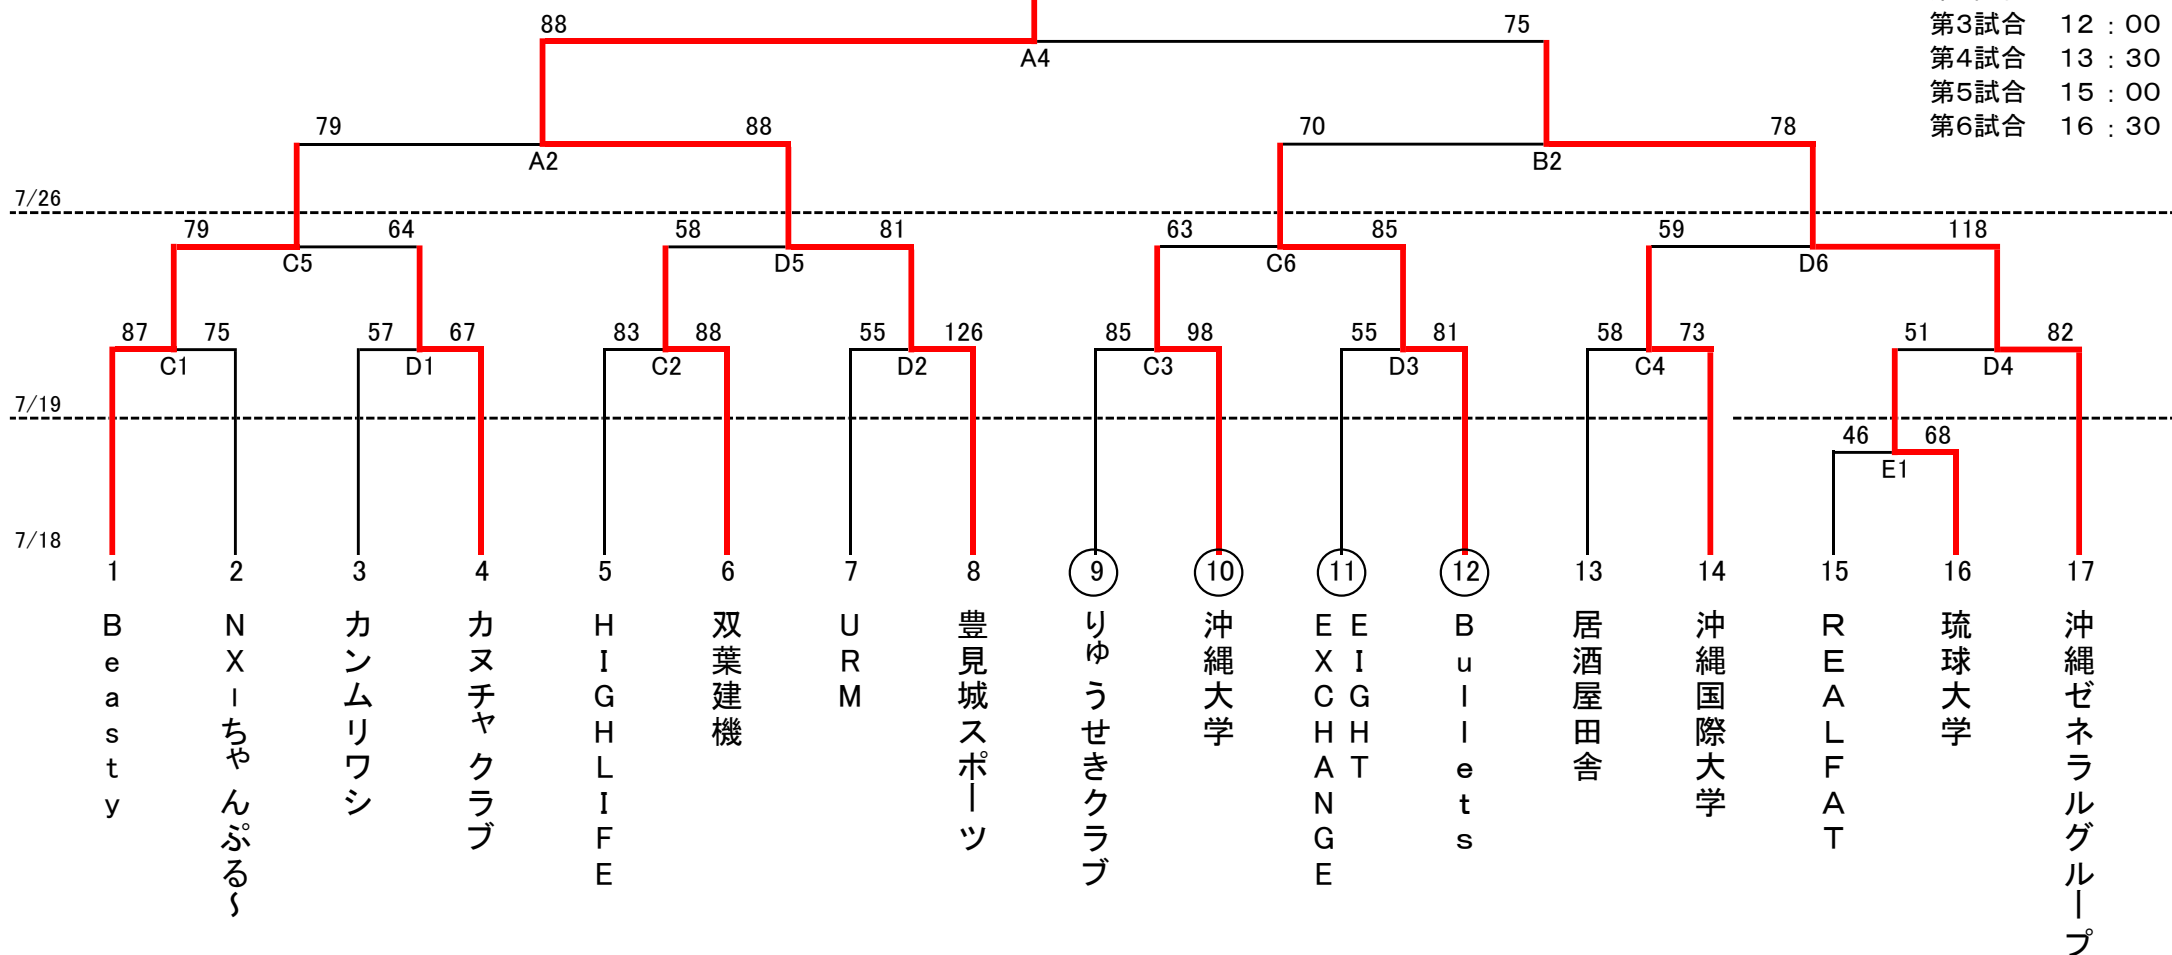 第3試合 12:00
第4試合 13:30
第5試合 15:00
第6試合 16:30
88 75
A4
79 88 70 78
A2 B2
7/26
79 64 58 81 63 85 59 118
C5 D5 C6 D6
87 75 57 67 83 88 55 126 85 98 55 81 58 73 51 82
C1 D1 C2 D2 C3 D3 C4 D4
7/19
46 68
E1
7/18
1 2 3 4 5 6 7 8 9 10 11 12 13 14 15 16 17
Beasty
NX-ちゃんぷる~
カンムリワシ
カヌチャクラブ
HIGHLIFE
双葉建機
URM
豊見城スポーツ
りゅうせきクラブ
沖縄大学
EIGHT
EXCHANGE
Bullets
居酒屋田舎
沖縄国際大学
REALFAT
琉球大学
沖縄ゼネラルグループ